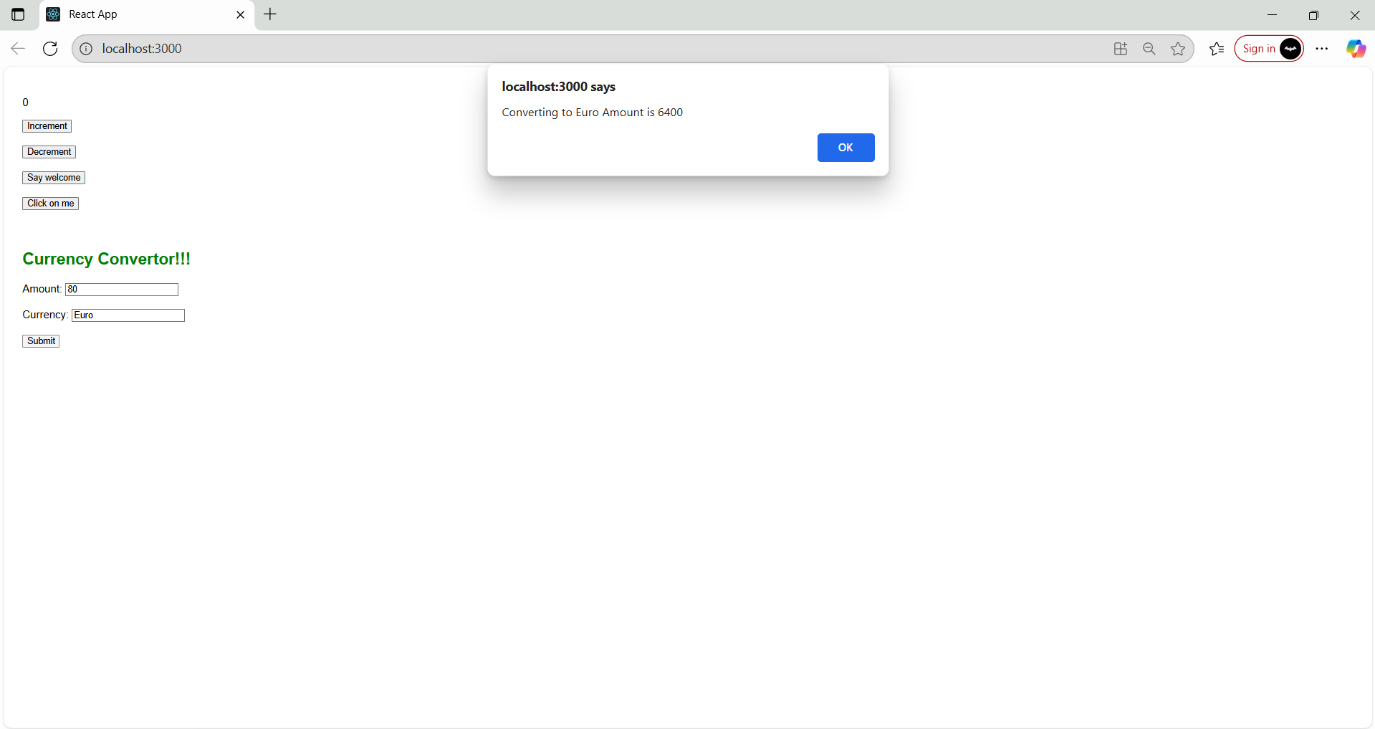 React App
localhost:3000
Sign in
localhost:3000 says
Converting to Euro Amount is 6400
OK
0
Increment
Decrement
Say welcome
Click on me
Currency Convertor!!!
Amount: 80
Currency: Euro
Submit